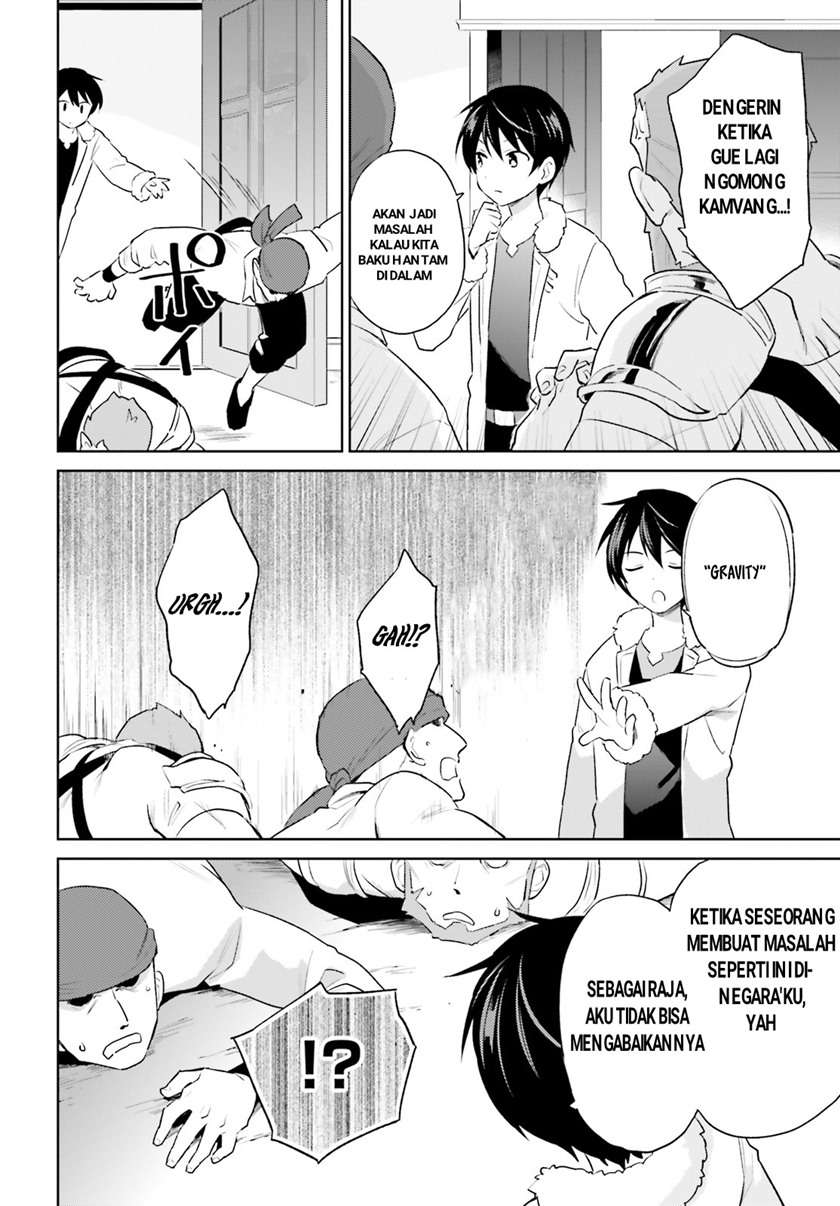 DENGERIN
KETIKA
GUE LAGI
NGOMONG
KAMVANG...!
AKAN JADI
MASALAH
KALAU KITA
BAKU HANTAM
DI DALAM
ポイ
"GRAVITY"
GAH!?
URGH...!
KETIKA SESEORANG
MEMBUAT MASALAH
SEPERTI INI DI-
NEGARA'KU,
YAH
SEBAGAI RAJA,
AKU TIDAK BISA
MENGABAIKANNYA
!?